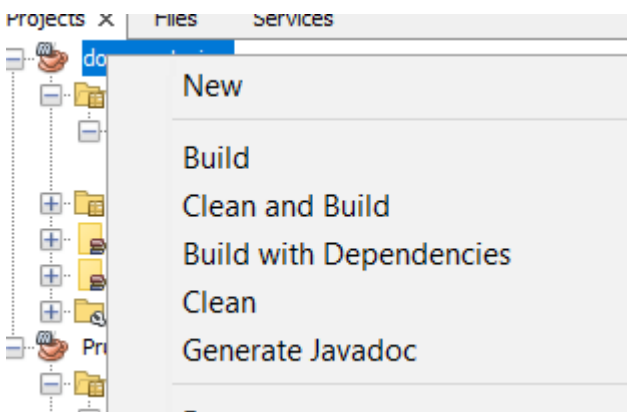 Projects Files Services
New
Build
Clean and Build
Build with Dependencies
Clean
Generate Javadoc